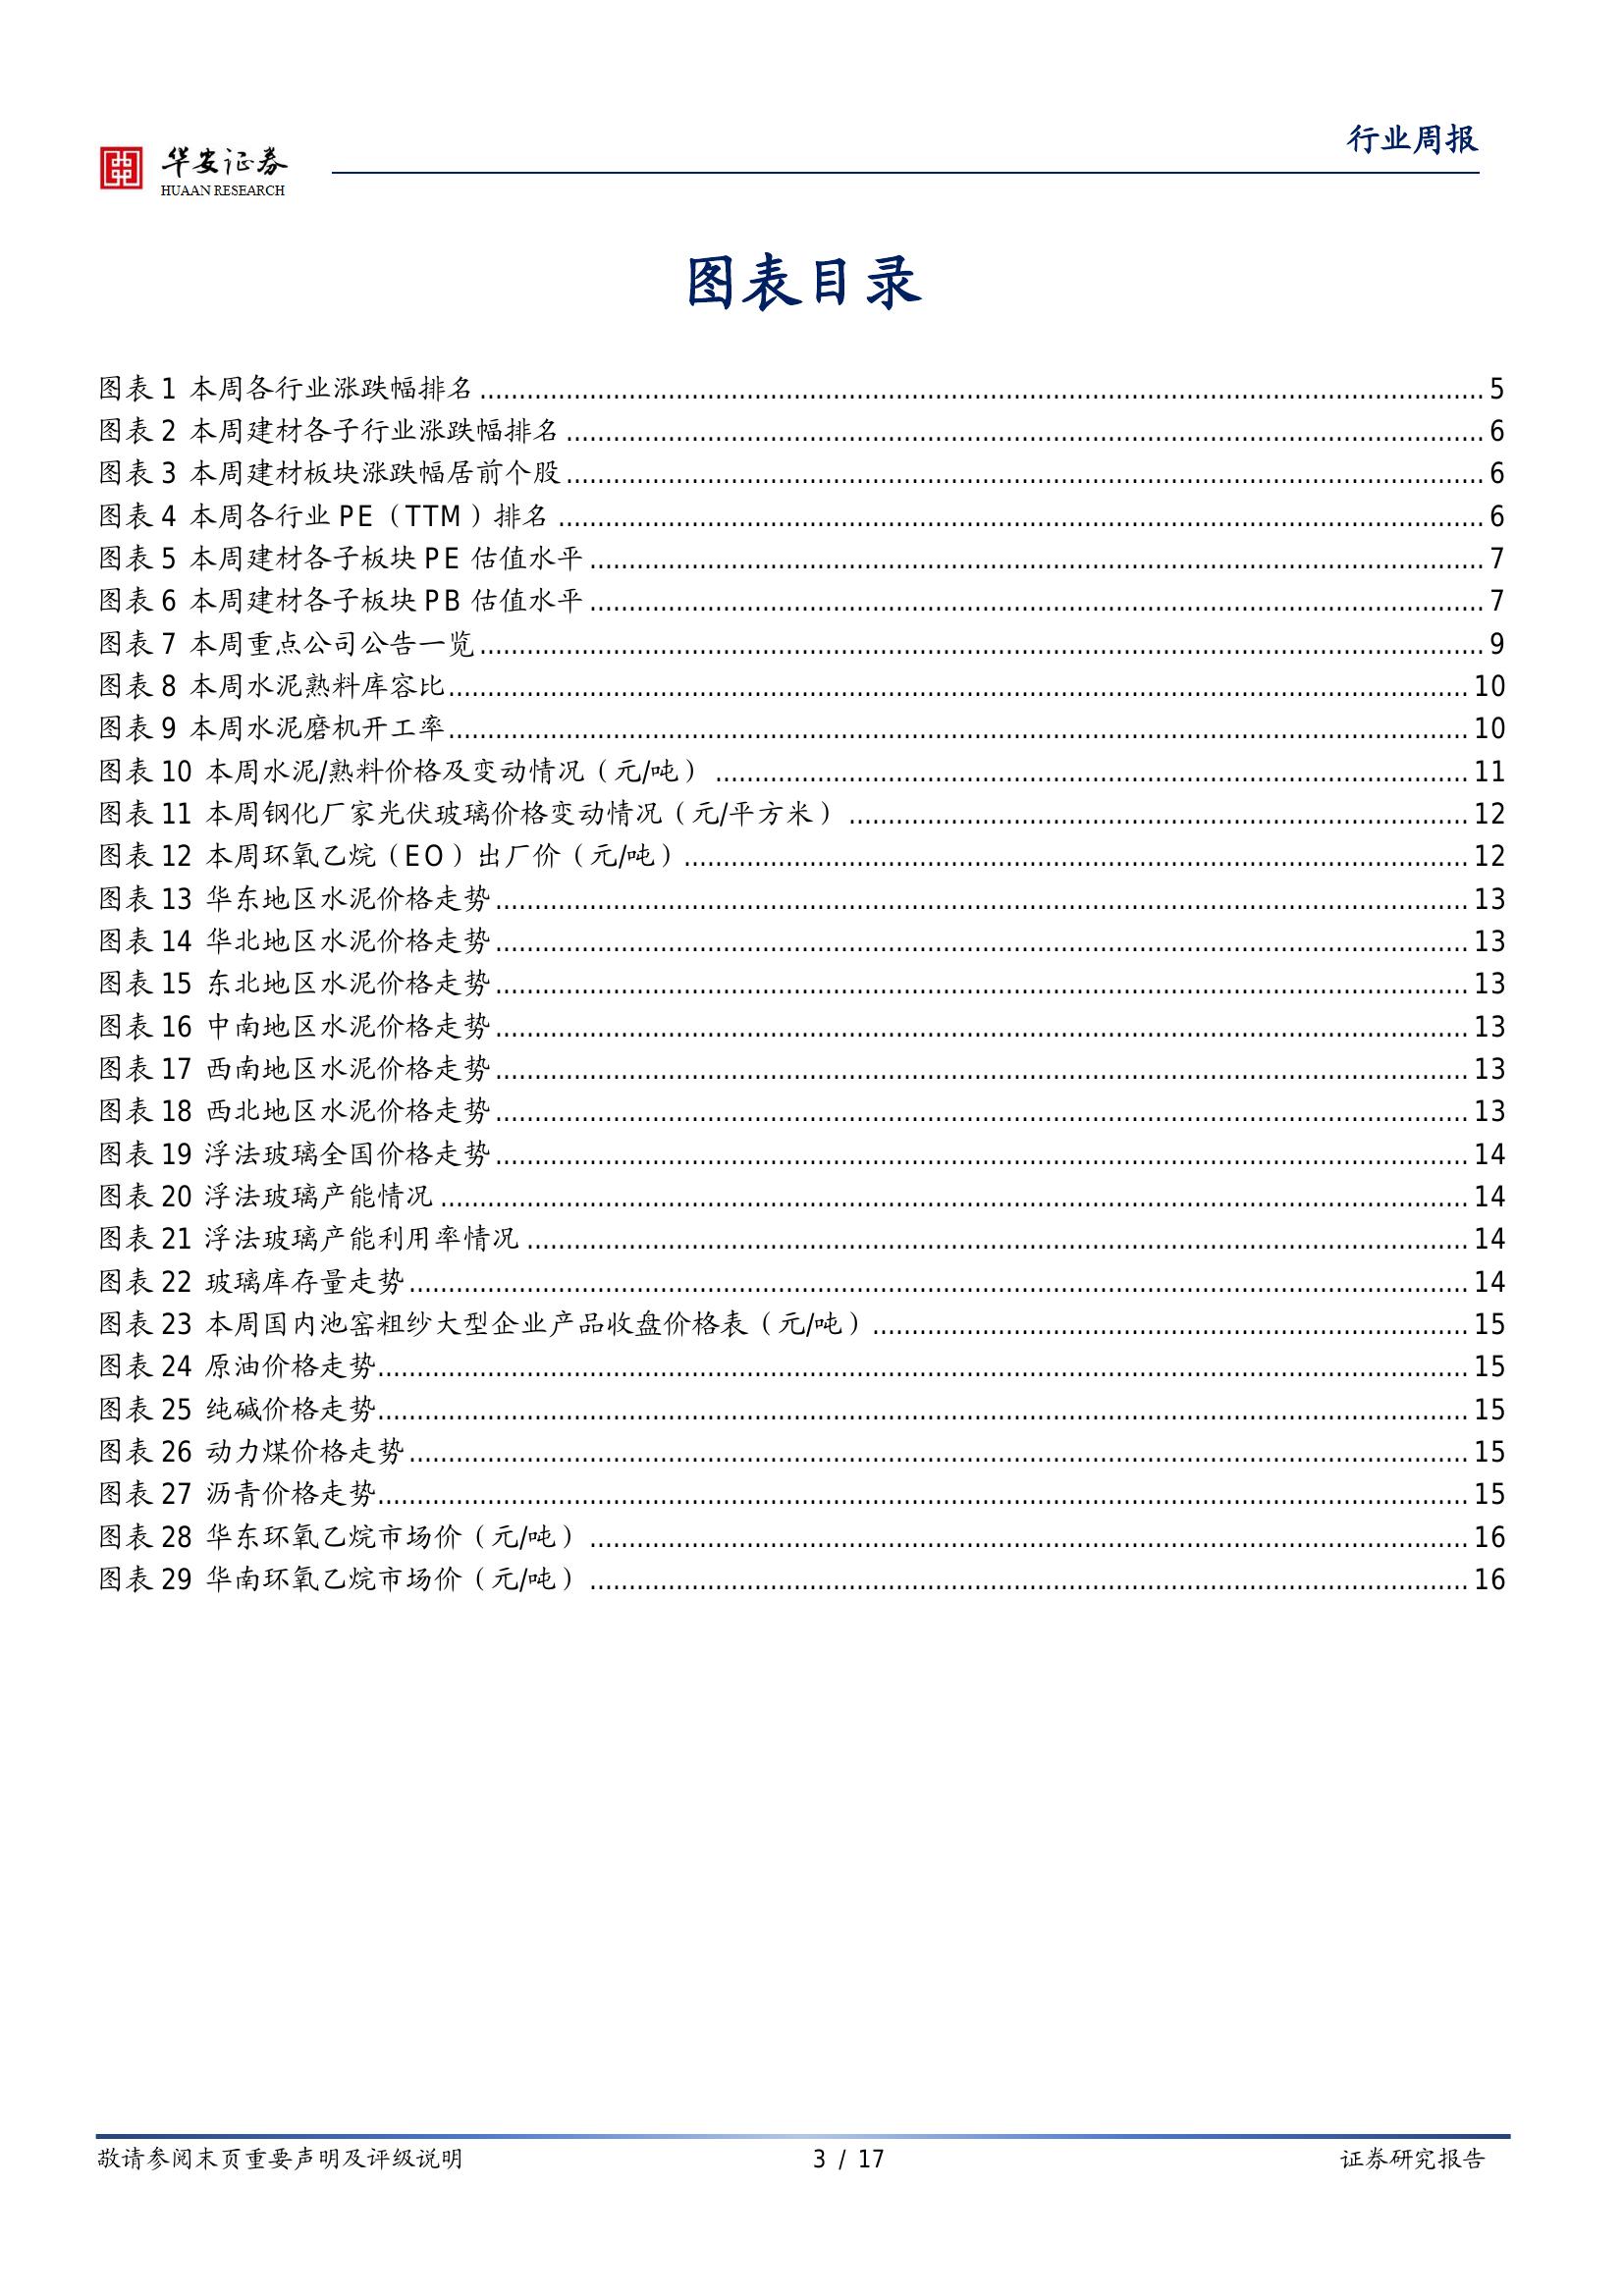 行业周报
华安证券
HUAAN RESEARCH
图表目录
图表 1 本周各行业涨跌幅排名 5
图表 2 本周建材各子行业涨跌幅排名 6
图表 3 本周建材板块涨跌幅居前个股 6
图表 4 本周各行业 PE（TTM）排名 6
图表 5 本周建材各子板块 PE 估值水平 7
图表 6 本周建材各子板块 PB 估值水平 7
图表 7 本周重点公司公告一览 9
图表 8 本周水泥熟料库容比 10
图表 9 本周水泥磨机开工率 10
图表 10 本周水泥/熟料价格及变动情况（元/吨） 11
图表 11 本周钢化厂家光伏玻璃价格变动情况（元/平方米） 12
图表 12 本周环氧乙烷（EO）出厂价（元/吨） 12
图表 13 华东地区水泥价格走势 13
图表 14 华北地区水泥价格走势 13
图表 15 东北地区水泥价格走势 13
图表 16 中南地区水泥价格走势 13
图表 17 西南地区水泥价格走势 13
图表 18 西北地区水泥价格走势 13
图表 19 浮法玻璃全国价格走势 14
图表 20 浮法玻璃产能情况 14
图表 21 浮法玻璃产能利用率情况 14
图表 22 玻璃库存量走势 14
图表 23 本周国内池窑粗纱大型企业产品收盘价格表（元/吨） 15
图表 24 原油价格走势 15
图表 25 纯碱价格走势 15
图表 26 动力煤价格走势 15
图表 27 沥青价格走势 15
图表 28 华东环氧乙烷市场价（元/吨） 16
图表 29 华南环氧乙烷市场价（元/吨） 16
敬请参阅末页重要声明及评级说明 3 / 17 证券研究报告